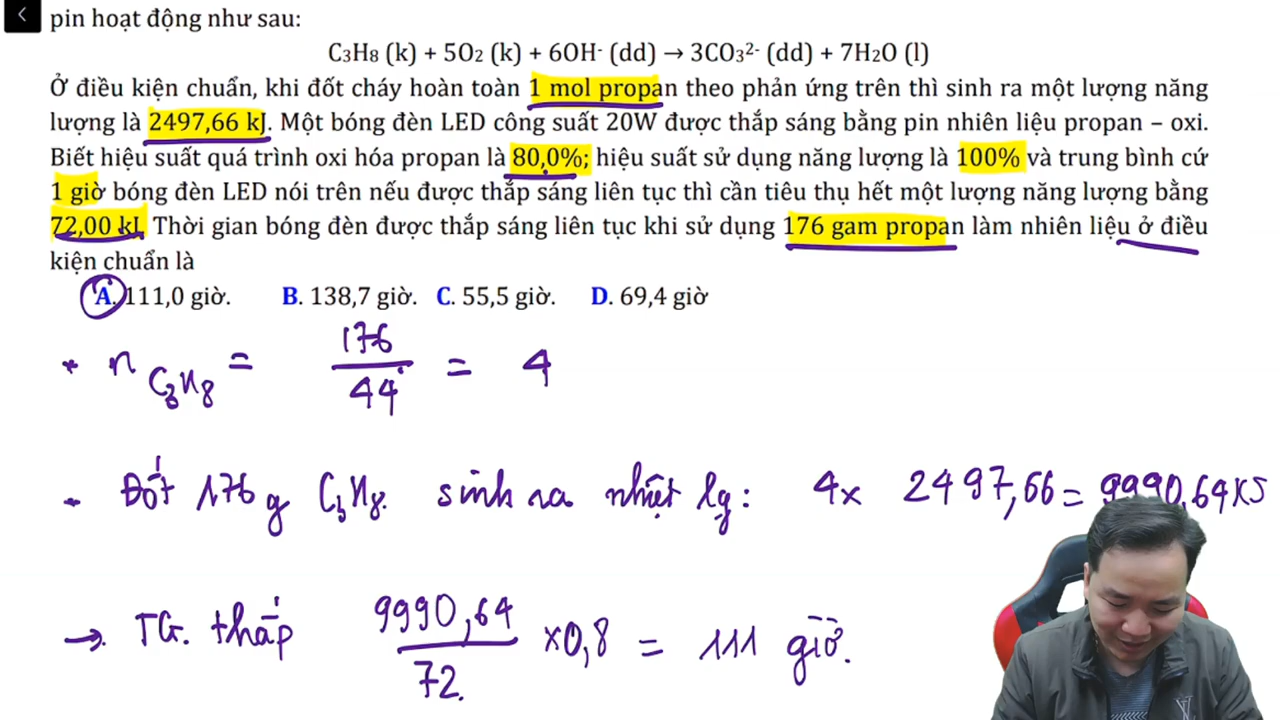 pin hoạt động như sau:
C₃H₈ (k) + 5O₂ (k) + 6OH⁻ (dd) → 3CO₃²⁻ (dd) + 7H₂O (l)
Ở điều kiện chuẩn, khi đốt cháy hoàn toàn 1 mol propan theo phản ứng trên thì sinh ra một lượng năng
lượng là 2497,66 kJ. Một bóng đèn LED công suất 20W được thắp sáng bằng pin nhiên liệu propan – oxi.
Biết hiệu suất quá trình oxi hóa propan là 80,0%; hiệu suất sử dụng năng lượng là 100% và trung bình cứ
1 giờ bóng đèn LED nói trên nếu được thắp sáng liên tục thì cần tiêu thụ hết một lượng năng lượng bằng
72,00 kJ. Thời gian bóng đèn được thắp sáng liên tục khi sử dụng 176 gam propan làm nhiên liệu ở điều
kiện chuẩn là
A. 111,0 giờ. B. 138,7 giờ. C. 55,5 giờ. D. 69,4 giờ
* n C₃H₈ = 176/44 = 4
- Đốt 176 g C₃H₈. sinh ra nhiệt lg: 4 x 2497,66 = 9990,64 KJ
→ TG. thắp 9990,64/72. x 0,8 = 111 giờ.